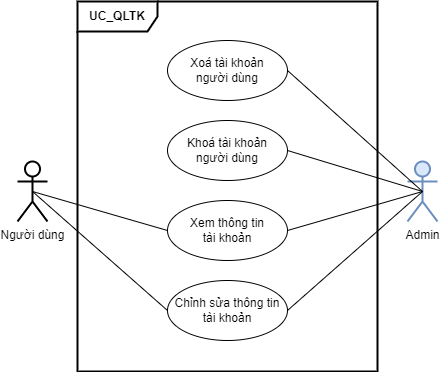 UC_QLTK
Xoá tài khoản
người dùng
Khoá tài khoản
người dùng
Xem thông tin
tài khoản
Chỉnh sửa thông tin
tài khoản
Người dùng
Admin